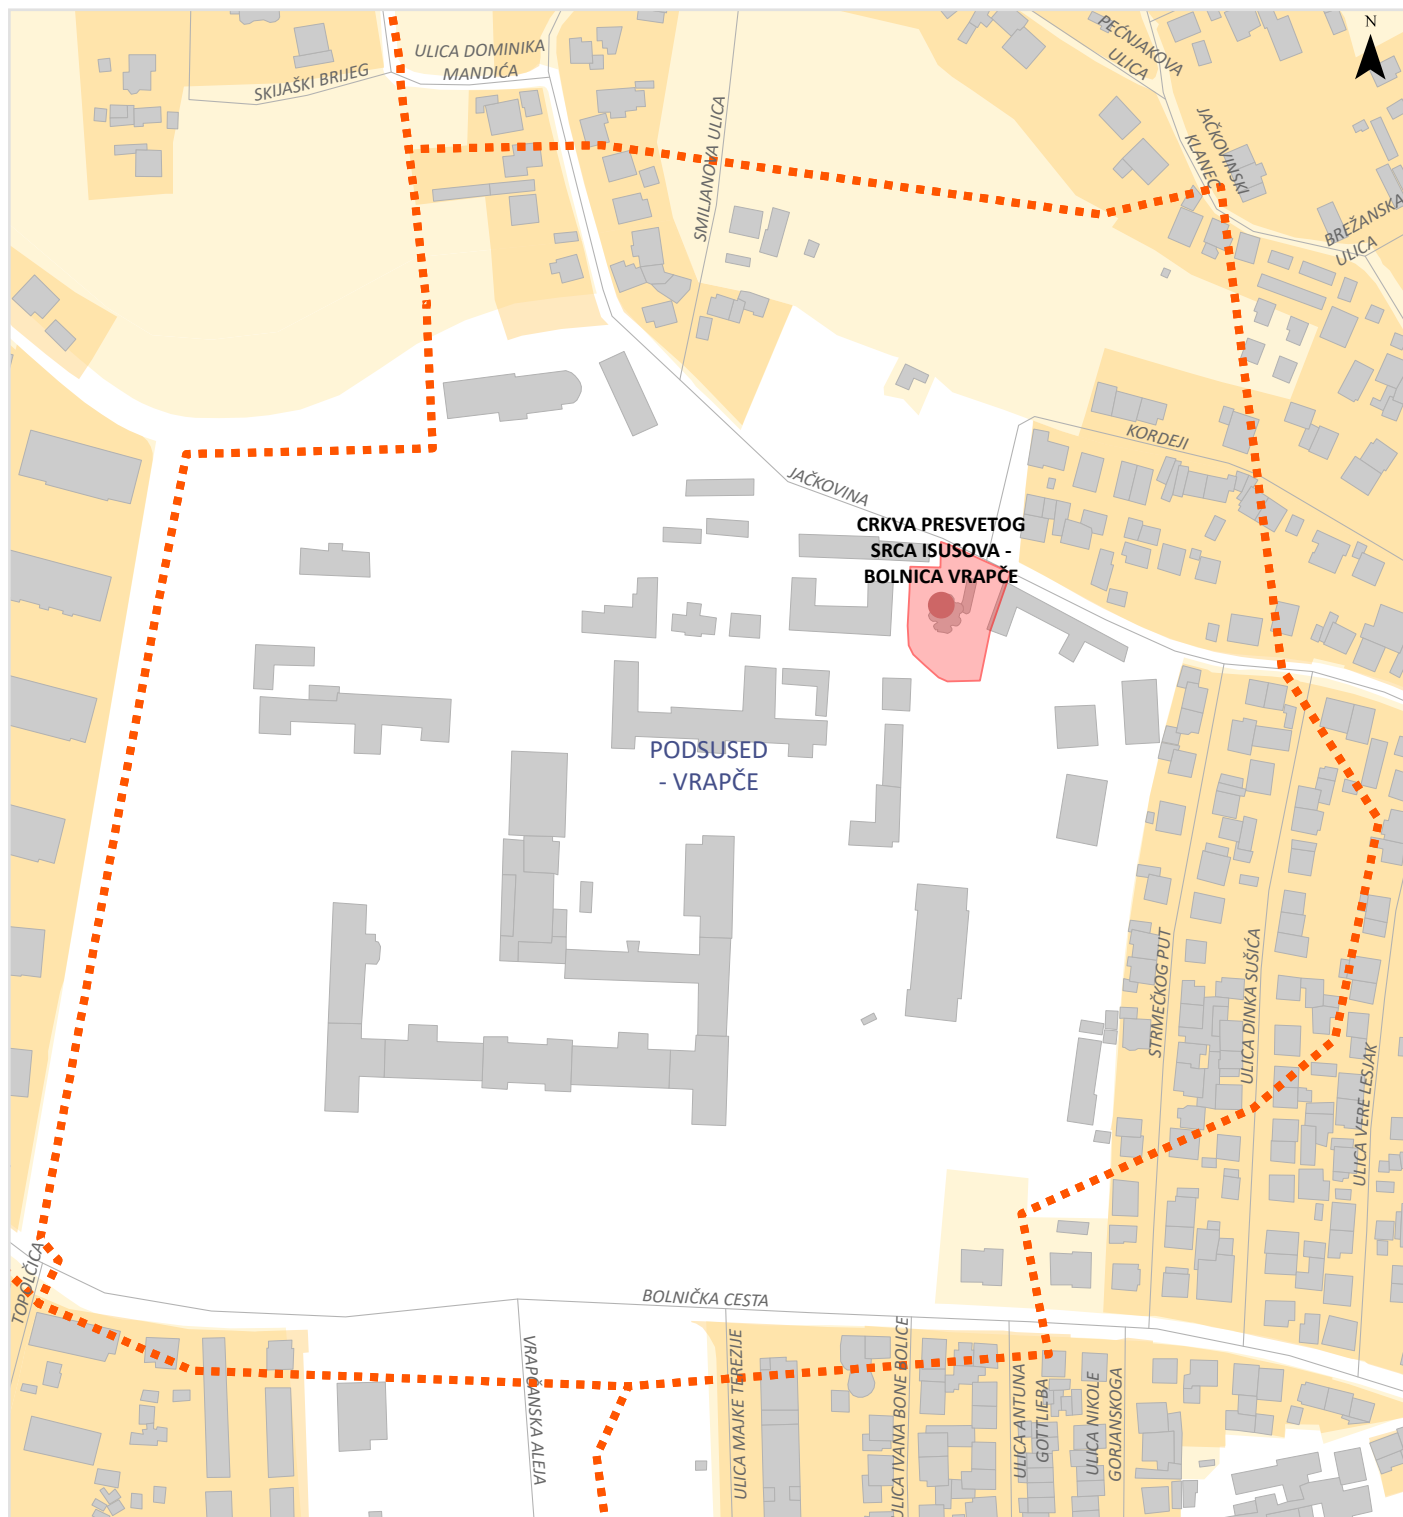 N
ULICA DOMINIKA
MANDIĆA
SKIJAŠKI BRIJEG
SMILJANOVA ULICA
PEĆNJAKOVA
ULICA
JAČKOVINSKI
KLANEC
BREŽANSKA
ULICA
KORDEJI
JAČKOVINA
CRKVA PRESVETOG
SRCA ISUSOVA -
BOLNICA VRAPČE
PODSUSED
- VRAPČE
STRMEČKOG PUT
ULICA DINKA SUŠIĆA
ULICA VERE LESJAK
TOPOLČICA
BOLNIČKA CESTA
VRAPČANSKA ALEJA
ULICA MAJKE TEREZIJE
ULICA IVANA BONE BOLICE
ULICA ANTUNA
GOTTLIEBA
ULICA NIKOLE
GORJANSKOGA